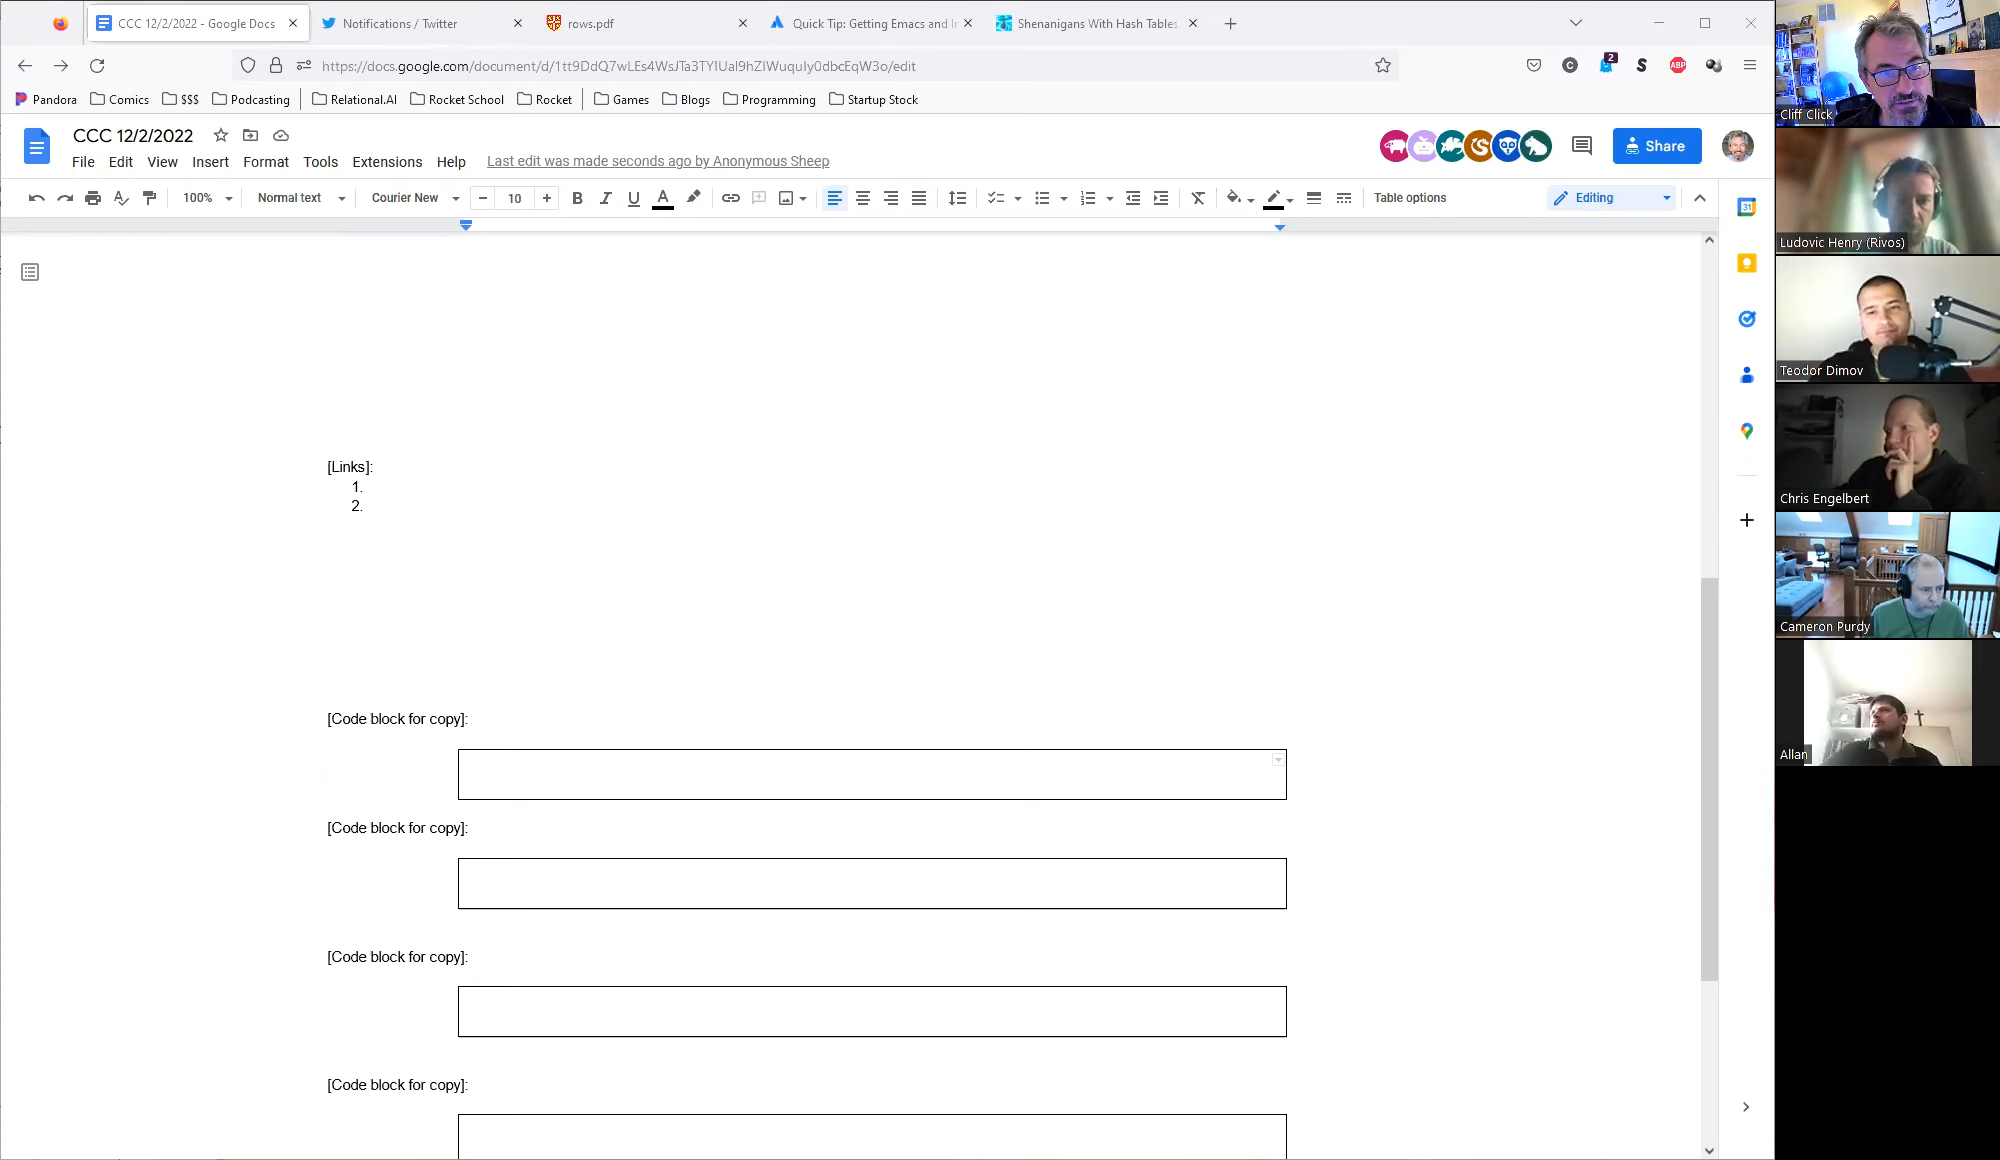 CCC 12/2/2022 - Google Docs
Notifications / Twitter
rows.pdf
Quick Tip: Getting Emacs and I
Shenanigans With Hash Tables
https://docs.google.com/document/d/1tt9DdQ7wLEs4WsJTa3TYIUal9hZIWuquIy0dbcEqW3o/edit
2
ABP
Pandora Comics $$$ Podcasting Relational.AI Rocket School Rocket Games Blogs Programming Startup Stock
CCC 12/2/2022
File Edit View Insert Format Tools Extensions Help Last edit was made seconds ago by Anonymous Sheep
Share
100% Normal text Courier New 10 B I U A Table options Editing
31
[Links]:
1.
2.
[Code block for copy]:
[Code block for copy]:
[Code block for copy]:
[Code block for copy]:
Cliff Click
Ludovic Henry (Rivos)
Teodor Dimov
Chris Engelbert
Cameron Purdy
Allan